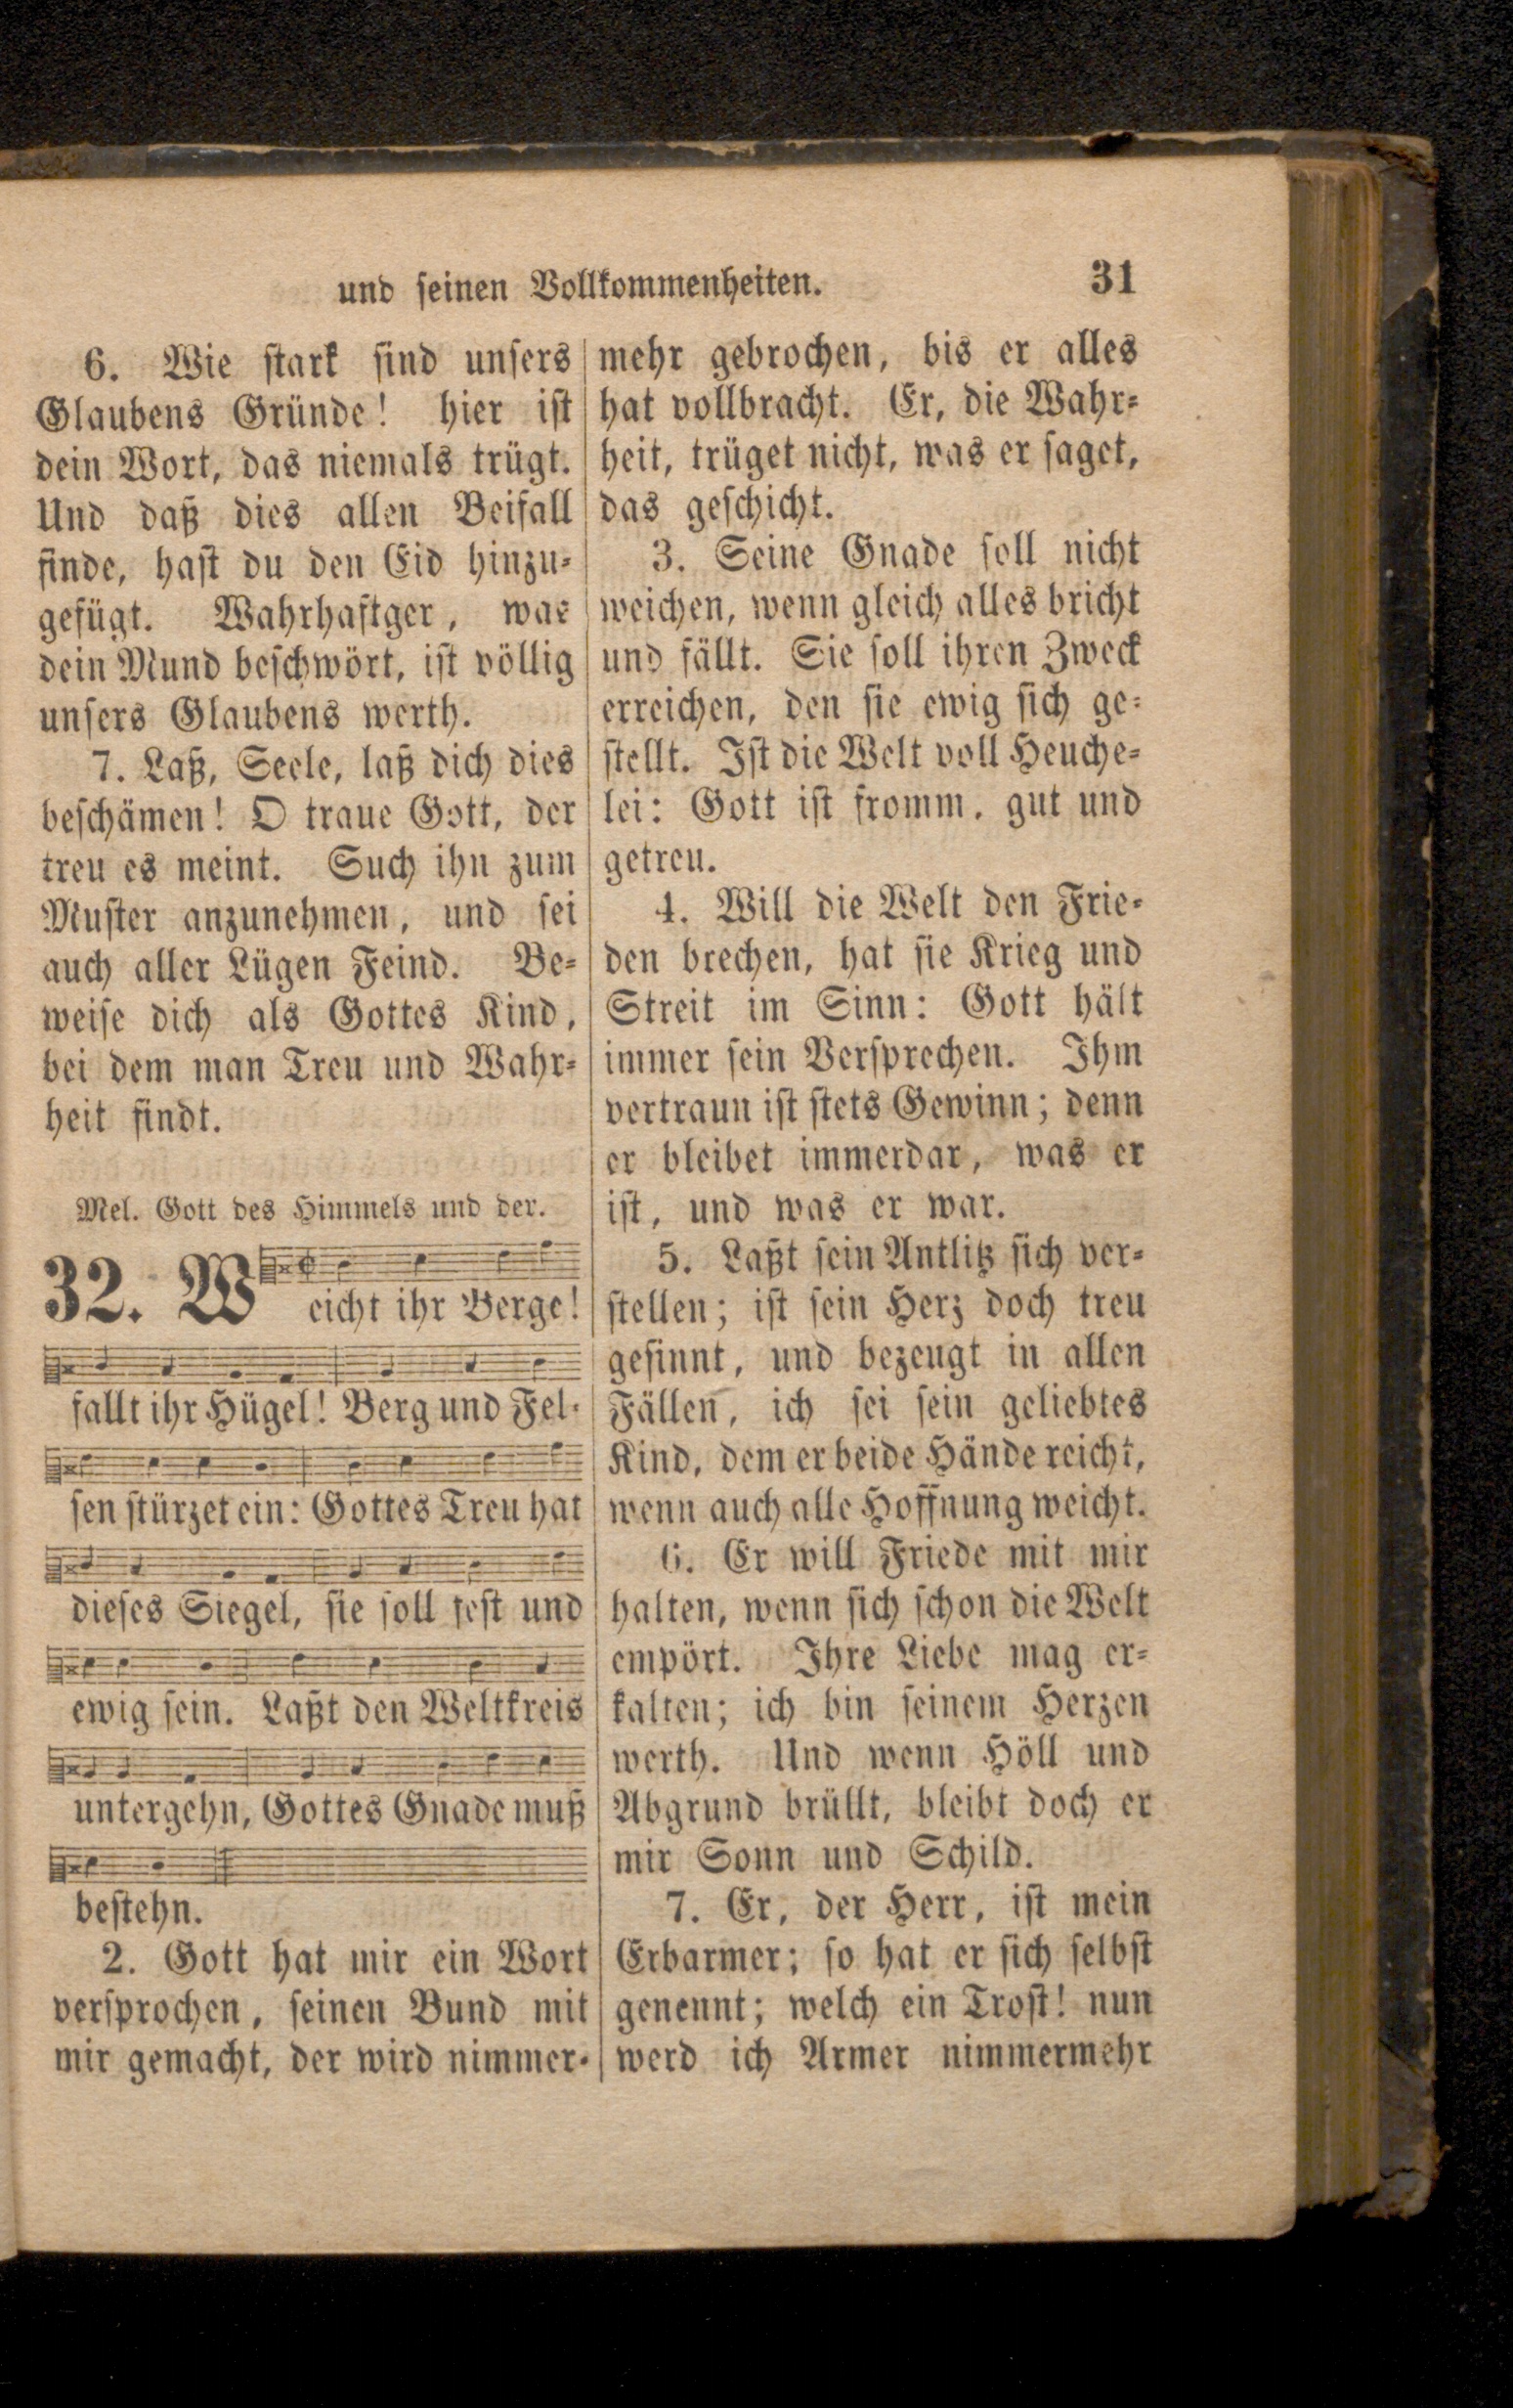 und seinen Vollkommenheiten. 31
6. Wie stark sind unsers
Glaubens Gründe! hier ist
dein Wort, das niemals trügt.
Und daß dies allen Beifall
finde, hast du den Eid hinzu-
gefügt. Wahrhaftger, was
dein Mund beschwört, ist völlig
unsers Glaubens werth.
7. Laß, Seele, laß dich dies
beschämen! O traue Gott, der
treu es meint. Such ihn zum
Muster anzunehmen, und sei
auch aller Lügen Feind. Be-
weise dich als Gottes Kind,
bei dem man Treu und Wahr-
heit findt.
Mel. Gott des Himmels und der.
32. Weicht ihr Berge!
fallt ihr Hügel! Berg und Fel-
sen stürzet ein: Gottes Treu hat
dieses Siegel, sie soll fest und
ewig sein. Laßt den Weltkreis
untergehn, Gottes Gnade muß
bestehn.
2. Gott hat mir ein Wort
versprochen, seinen Bund mit
mir gemacht, der wird nimmer-
mehr gebrochen, bis er alles
hat vollbracht. Er, die Wahr-
heit, trüget nicht, was er saget,
das geschicht.
3. Seine Gnade soll nicht
weichen, wenn gleich alles bricht
und fällt. Sie soll ihren Zweck
erreichen, den sie ewig sich ge-
stellt. Ist die Welt voll Heuche-
lei: Gott ist fromm, gut und
getreu.
4. Will die Welt den Frie-
den brechen, hat sie Krieg und
Streit im Sinn: Gott hält
immer sein Versprechen. Ihm
vertraun ist stets Gewinn; denn
er bleibet immerdar, was er
ist, und was er war.
5. Laßt sein Antlitz sich ver-
stellen; ist sein Herz doch treu
gesinnt, und bezeugt in allen
Fällen, ich sei sein geliebtes
Kind, dem er beide Hände reicht,
wenn auch alle Hoffnung weicht.
6. Er will Friede mit mir
halten, wenn sich schon die Welt
empört. Ihre Liebe mag er-
kalten; ich bin seinem Herzen
werth. Und wenn Höll und
Abgrund brüllt, bleibt doch er
mir Sonn und Schild.
7. Er, der Herr, ist mein
Erbarmer; so hat er sich selbst
genennt; welch ein Trost! nun
werd ich Armer nimmermehr